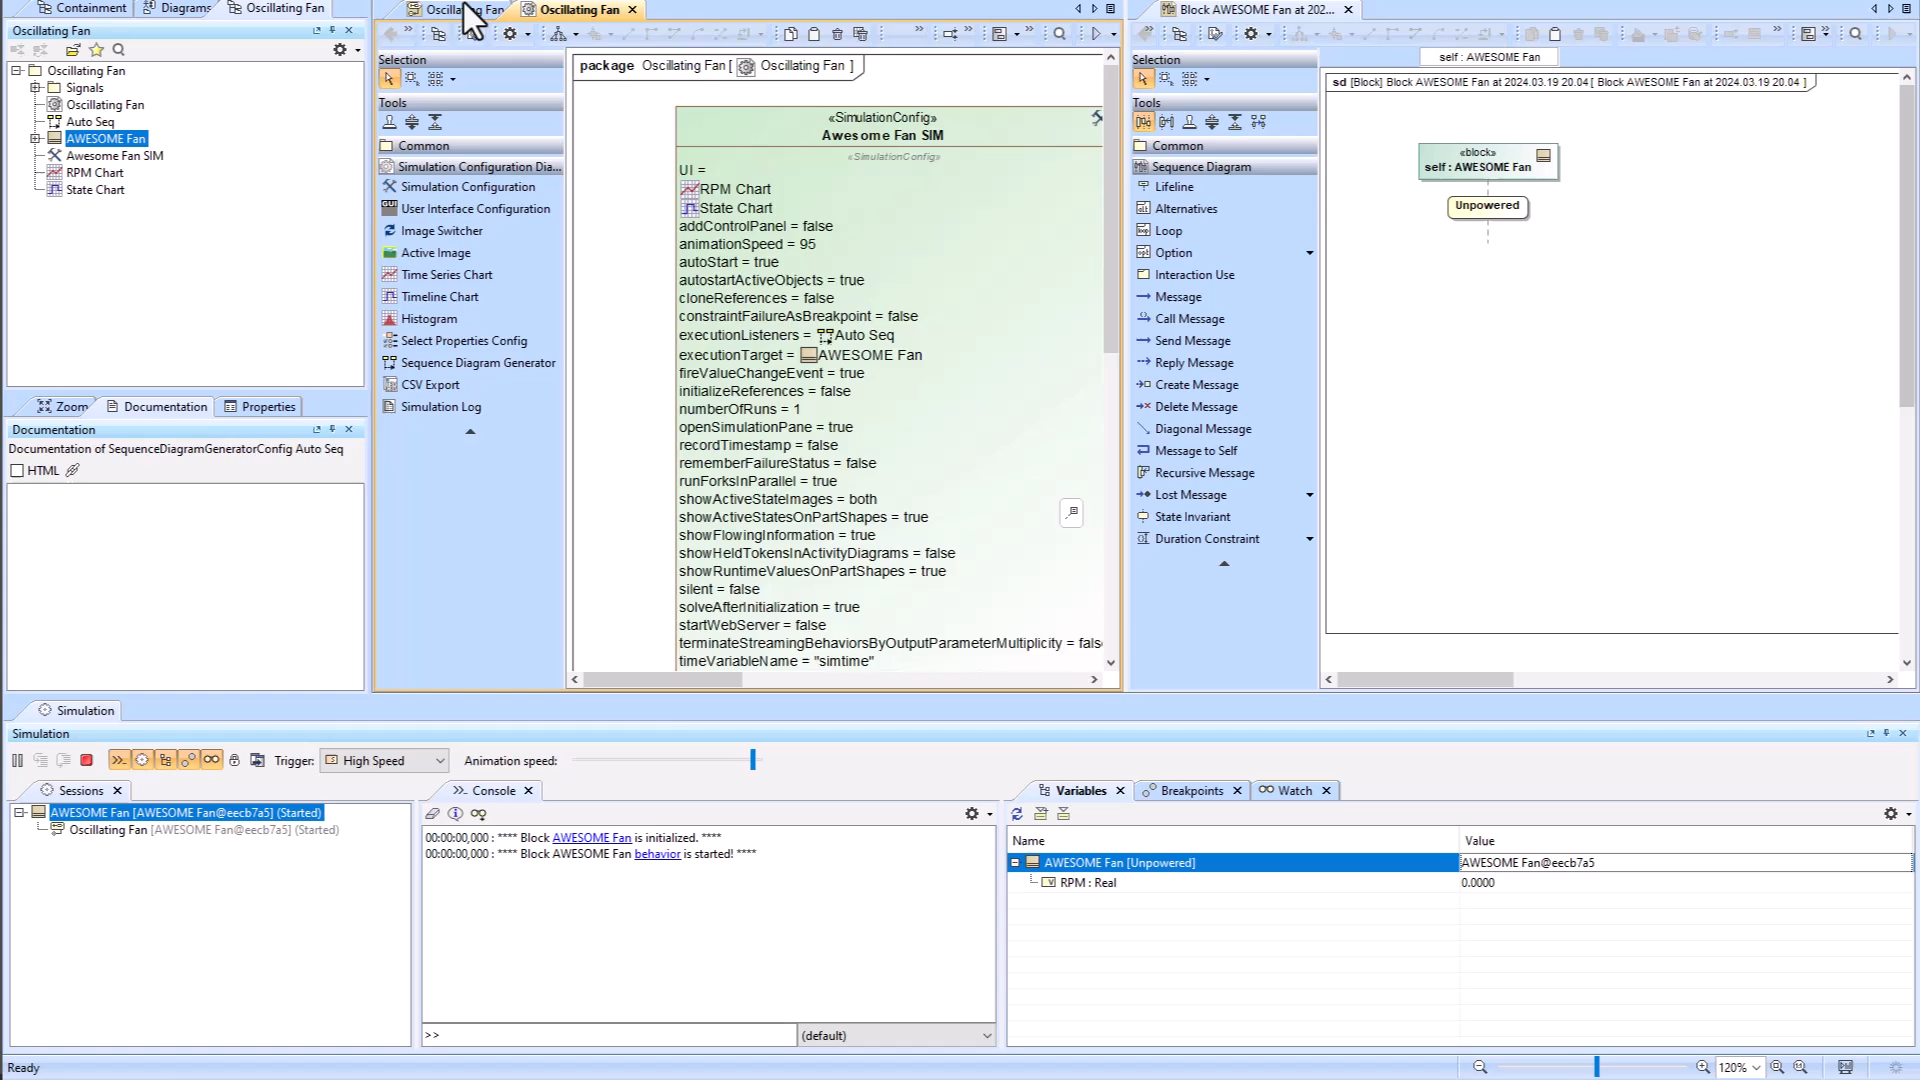 Containment
Diagrams
Oscillating Fan
Oscillating Fan
Oscillating Fan
Signals
Oscillating Fan
Auto Seq
AWESOME Fan
Awesome Fan SIM
RPM Chart
State Chart
Zoom
Documentation
Properties
Documentation
Documentation of SequenceDiagramGeneratorConfig Auto Seq
HTML
Oscillating Fan
Oscillating Fan
Selection
Tools
Common
Simulation Configuration Dia...
Simulation Configuration
User Interface Configuration
Image Switcher
Active Image
Time Series Chart
Timeline Chart
Histogram
Select Properties Config
Sequence Diagram Generator
CSV Export
Simulation Log
package Oscillating Fan [ Oscillating Fan ]
«SimulationConfig»
Awesome Fan SIM
«SimulationConfig»
UI =
RPM Chart
State Chart
addControlPanel = false
animationSpeed = 95
autoStart = true
autostartActiveObjects = true
cloneReferences = false
constraintFailureAsBreakpoint = false
executionListeners = Auto Seq
executionTarget = AWESOME Fan
fireValueChangeEvent = true
initializeReferences = false
numberOfRuns = 1
openSimulationPane = true
recordTimestamp = false
rememberFailureStatus = false
runForksInParallel = true
showActiveStateImages = both
showActiveStatesOnPartShapes = true
showFlowingInformation = true
showHeldTokensInActivityDiagrams = false
showRuntimeValuesOnPartShapes = true
silent = false
solveAfterInitialization = true
startWebServer = false
terminateStreamingBehaviorsByOutputParameterMultiplicity = fals
timeVariableName = "simtime"
Block AWESOME Fan at 202...
Selection
Tools
Common
Sequence Diagram
Lifeline
Alternatives
Loop
Option
Interaction Use
Message
Call Message
Send Message
Reply Message
Create Message
Delete Message
Diagonal Message
Message to Self
Recursive Message
Lost Message
State Invariant
Duration Constraint
self : AWESOME Fan
sd [Block] Block AWESOME Fan at 2024.03.19 20.04 [ Block AWESOME Fan at 2024.03.19 20.04 ]
«block»
self : AWESOME Fan
Unpowered
Simulation
Simulation
Trigger:
High Speed
Animation speed:
Sessions
AWESOME Fan [AWESOME Fan@eecb7a5] (Started)
Oscillating Fan [AWESOME Fan@eecb7a5] (Started)
Console
00:00:00,000 : **** Block AWESOME Fan is initialized. ****
00:00:00,000 : **** Block AWESOME Fan behavior is started! ****
>>
(default)
Variables
Breakpoints
Watch
Name
Value
AWESOME Fan [Unpowered]
AWESOME Fan@eecb7a5
RPM : Real
0.0000
Ready
120%